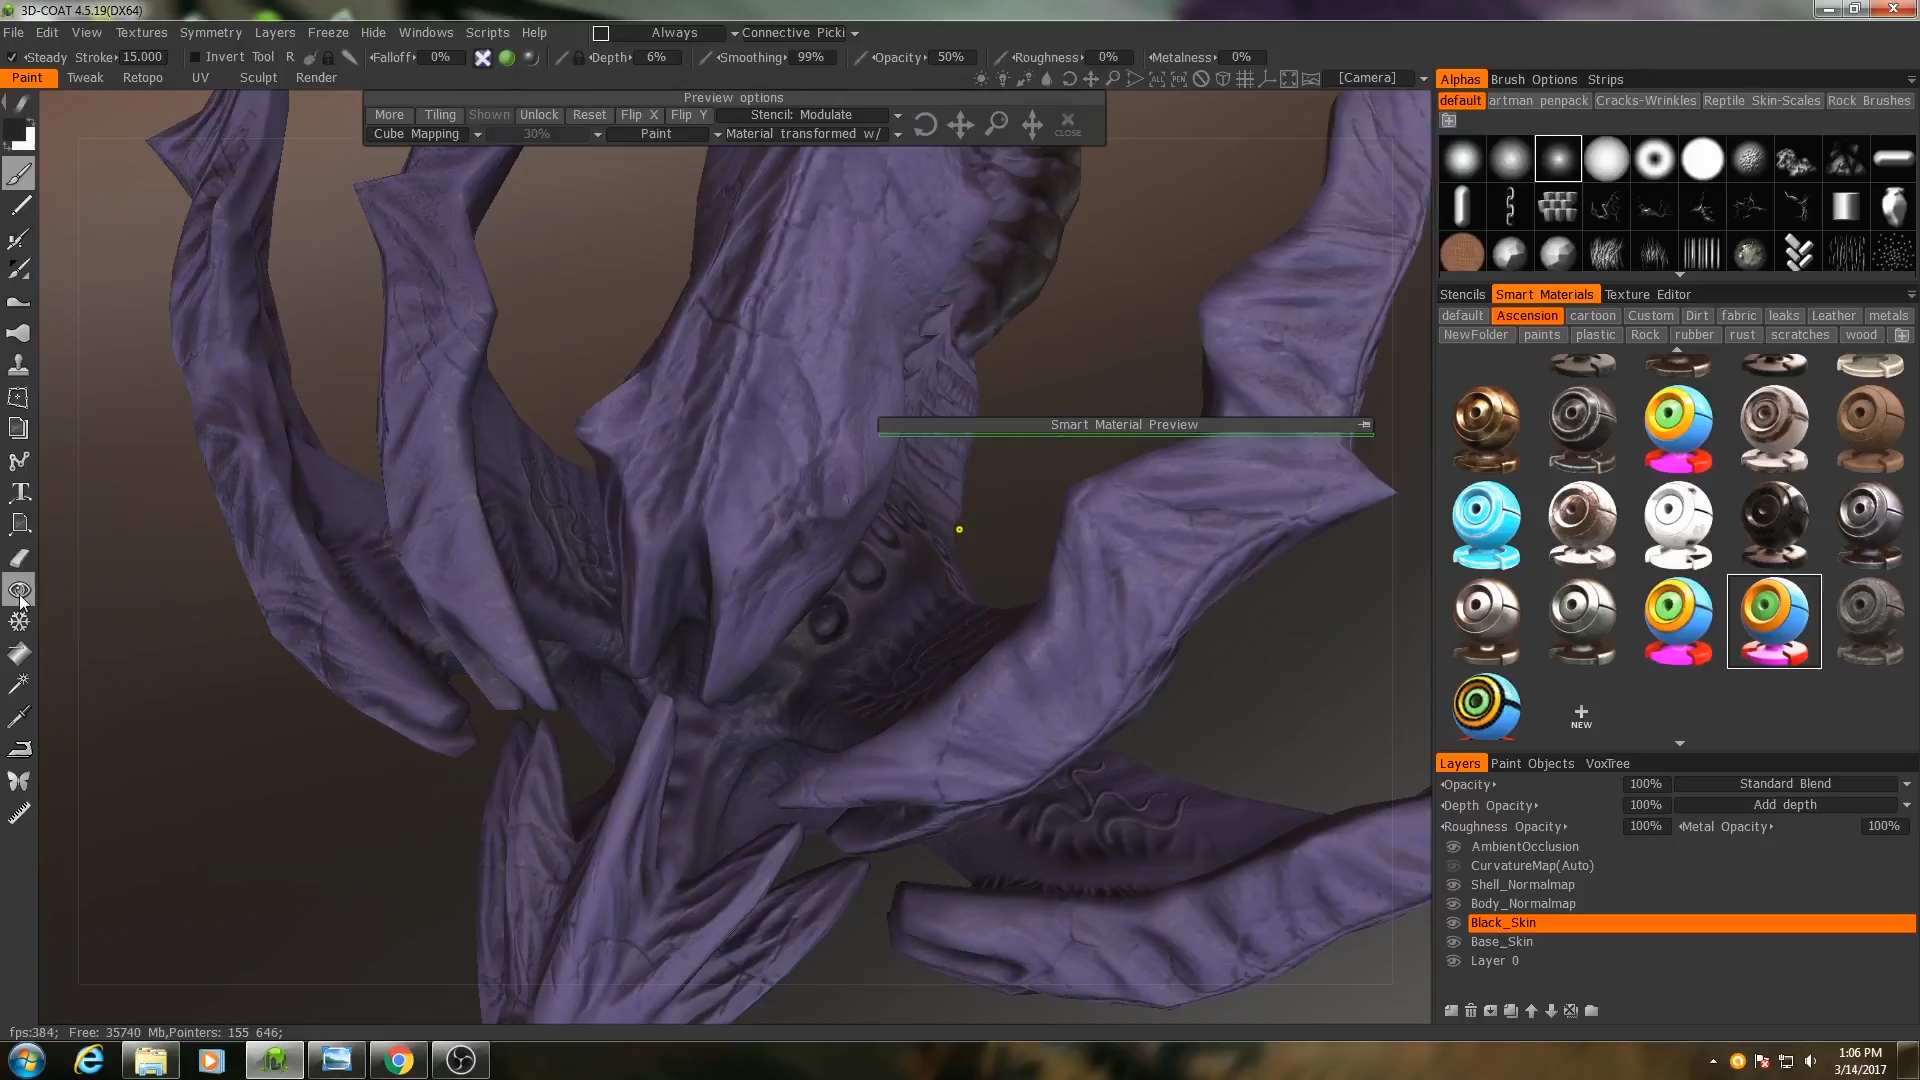 3D-COAT 4.5.19(DX64)
File Edit View Textures Symmetry Layers Freeze Hide Windows Scripts Help Always Connective Picki
Steady Stroke 15.000 Invert Tool R Falloff 0% Depth 6% Smoothing 99% Opacity 50% Roughness 0% Metalness 0%
Paint Tweak Retopo UV Sculpt Render [Camera]
Preview options
More Tiling Shown Unlock Reset Flip X Flip Y Stencil: Modulate
Cube Mapping 30% Paint Material transformed w/ CLOSE
Smart Material Preview
Alphas Brush Options Strips
default artman penpack Cracks-Wrinkles Reptile Skin-Scales Rock Brushes
Stencils Smart Materials Texture Editor
default Ascension cartoon Custom Dirt fabric leaks Leather metals
NewFolder paints plastic Rock rubber rust scratches wood
NEW
Layers Paint Objects VoxTree
Opacity 100% Standard Blend
Depth Opacity 100% Add depth
Roughness Opacity 100% Metal Opacity 100%
AmbientOcclusion
CurvatureMap(Auto)
Shell_Normalmap
Body_Normalmap
Black_Skin
Base_Skin
Layer 0
fps:384; Free: 35740 Mb,Pointers: 155 646;
1:06 PM
3/14/2017